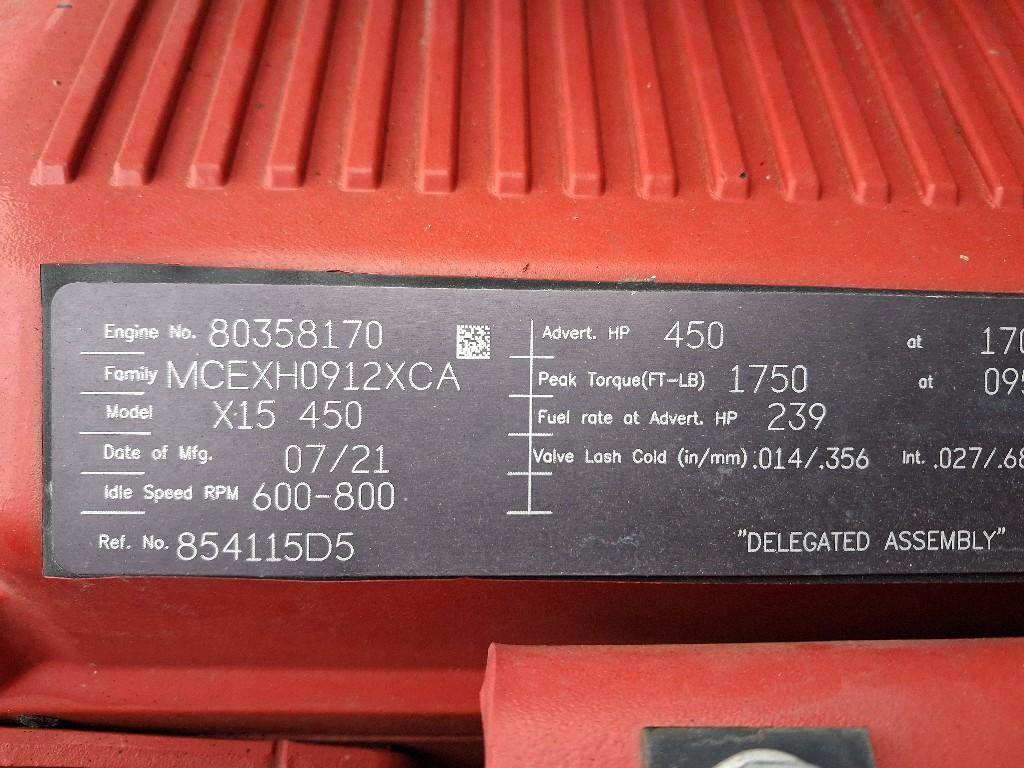 Engine No. 80358170
Family MCEXH0912XCA
Model X15 450
Date of Mfg. 07/21
Idle Speed RPM 600-800
Ref. No. 854115D5
Advert. HP 450 at
Peak Torque(FT-LB) 1750 at
Fuel rate at Advert. HP 239
Valve Lash Cold (in/mm) .014/.356 Int.
"DELEGATED ASSEMBLY"